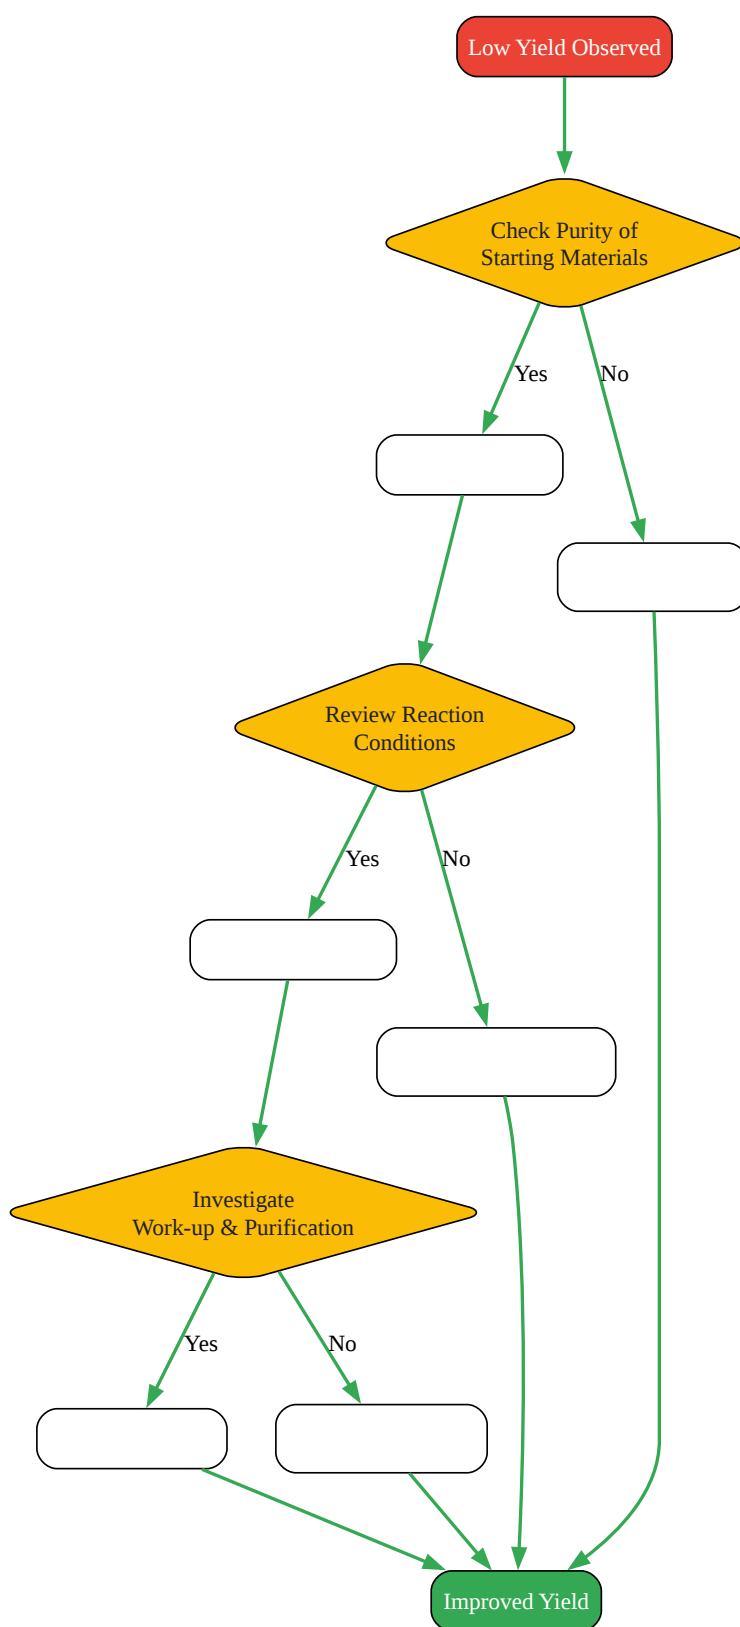 Low Yield Observed
Check Purity of
Starting Materials
Yes
No
Review Reaction
Conditions
Yes
No
Investigate
Work-up & Purification
Yes
No
Improved Yield